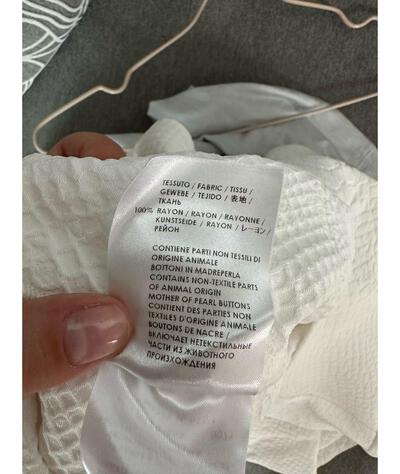 TESSUTO / FABRIC / TISSU /
GEWEBE / TEJIDO / 表地 /
ТКАНЬ
100% RAYON / RAYON / RAYONNE /
KUNSTSEIDE / RAYON / レーヨン /
РЕЙОН
CONTIENE PARTI NON TESSILI DI
ORIGINE ANIMALE
BOTTONI IN MADREPERLA
CONTAINS NON-TEXTILE PARTS
OF ANIMAL ORIGIN
MOTHER OF PEARL BUTTONS
CONTIENT DES PARTIES NON
TEXTILES D'ORIGINE ANIMALE
BOUTONS DE NACRE /
ВКЛЮЧАЕТ НЕТЕКСТИЛЬНЫЕ
ЧАСТИ ИЗ ЖИВОТНОГО
ПРОИЗХОЖДЕНИЯ